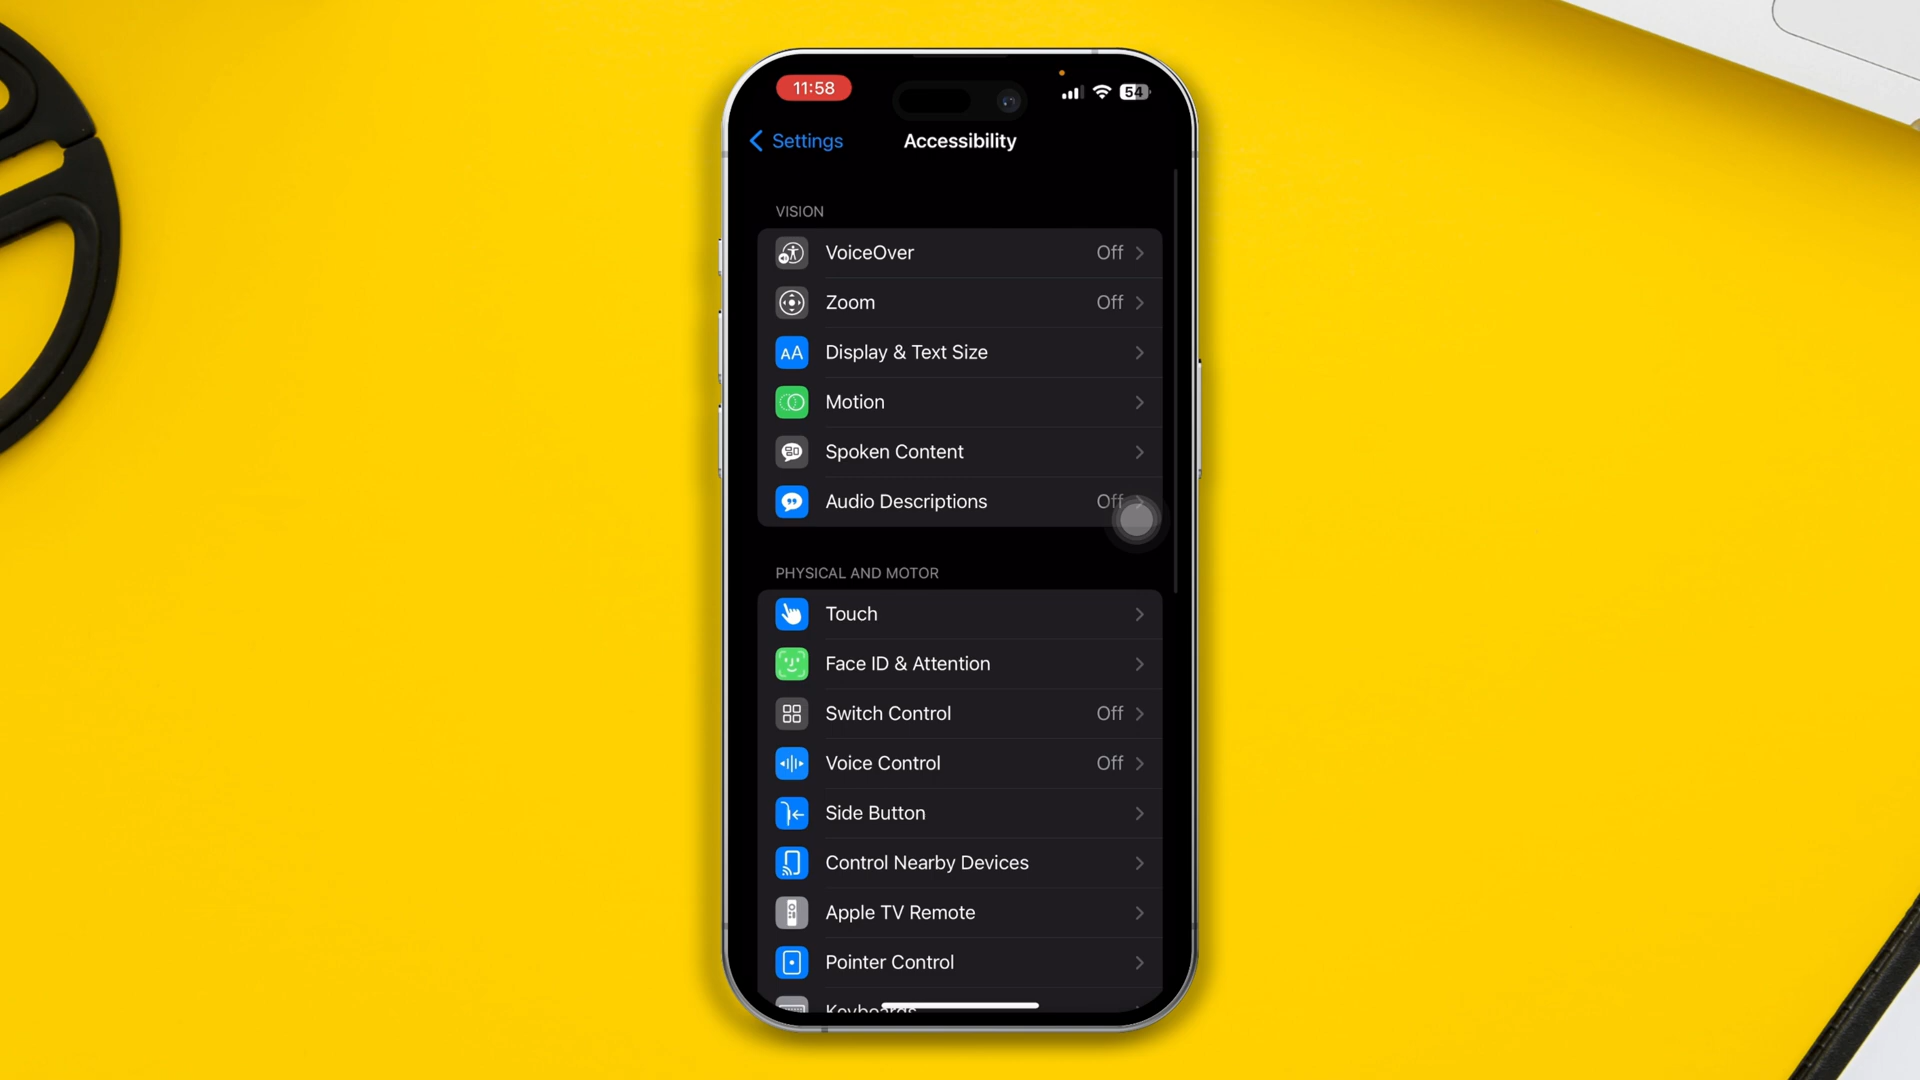 11:58
54
Settings
Accessibility
VISION
VoiceOver Off
Zoom Off
AA Display & Text Size
Motion
Spoken Content
Audio Descriptions Off
PHYSICAL AND MOTOR
Touch
Face ID & Attention
Switch Control Off
Voice Control Off
Side Button
Control Nearby Devices
Apple TV Remote
Pointer Control
Keyboards